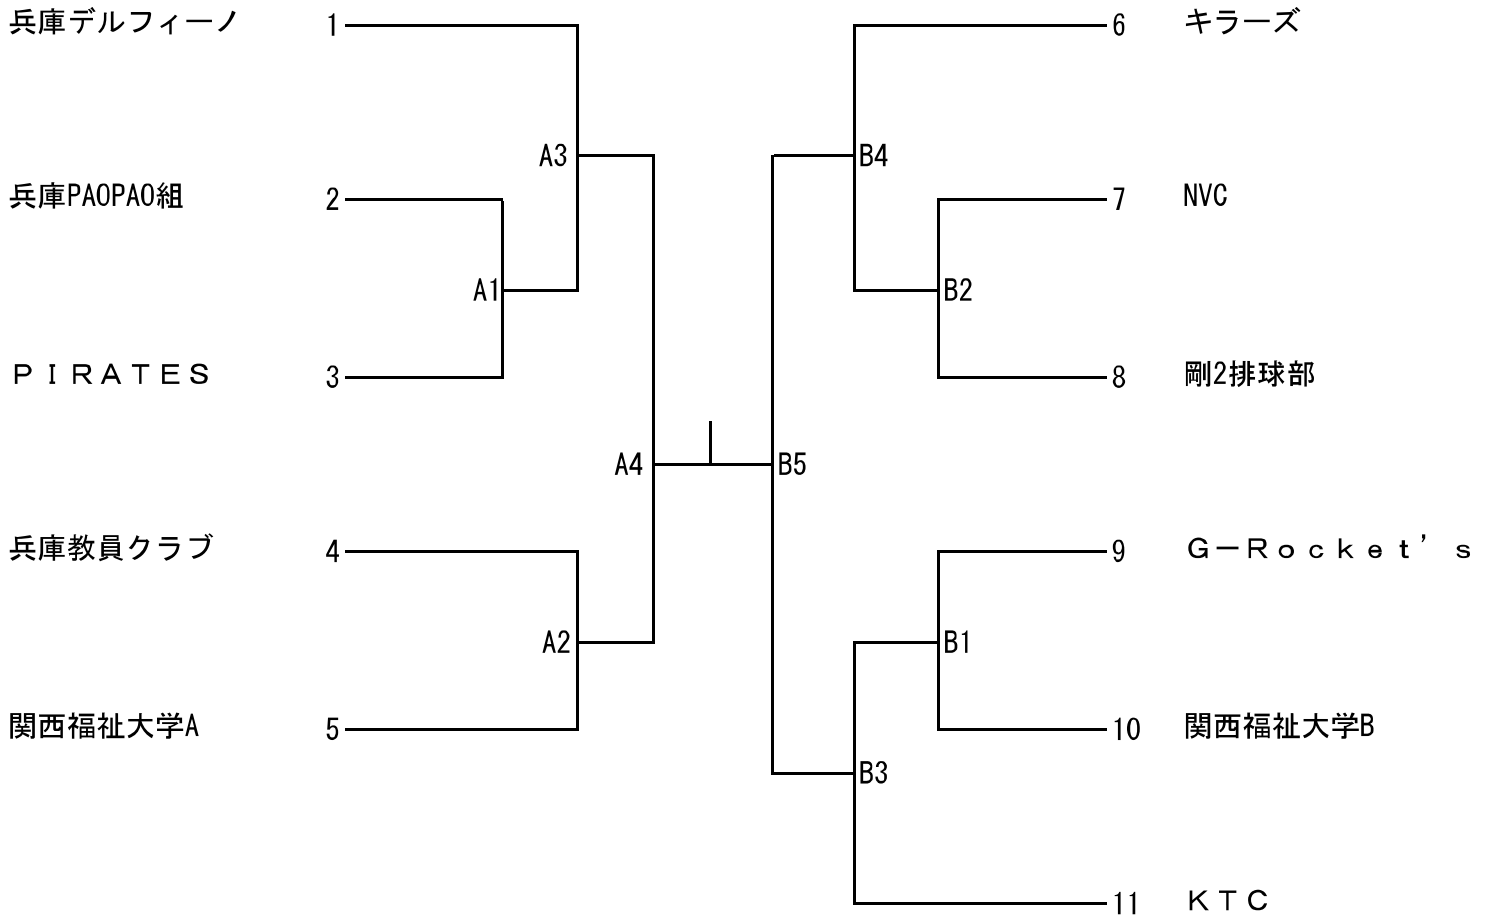 兵庫デルフィーノ 1
6 キラーズ
A3
B4
兵庫PAOPAO組 2
7 NVC
A1
B2
ＰＩＲＡＴＥＳ 3
8 剛2排球部
A4
B5
兵庫教員クラブ 4
9 Ｇ－Ｒｏｃｋｅｔ’ｓ
A2
B1
関西福祉大学A 5
10 関西福祉大学B
B3
11 ＫＴＣ